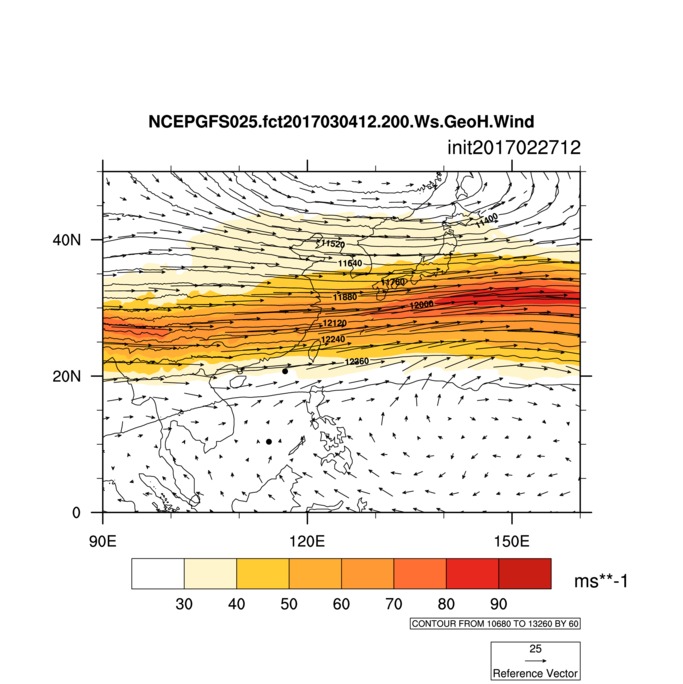 NCEPGFS025.fct2017030412.200.Ws.GeoH.Wind
init2017022712
11400
40N
11520
11640
11760
11880
12000
12120
12240
12360
20N
0
90E 120E 150E
ms**-1
30 40 50 60 70 80 90
CONTOUR FROM 10680 TO 13260 BY 60
25
Reference Vector